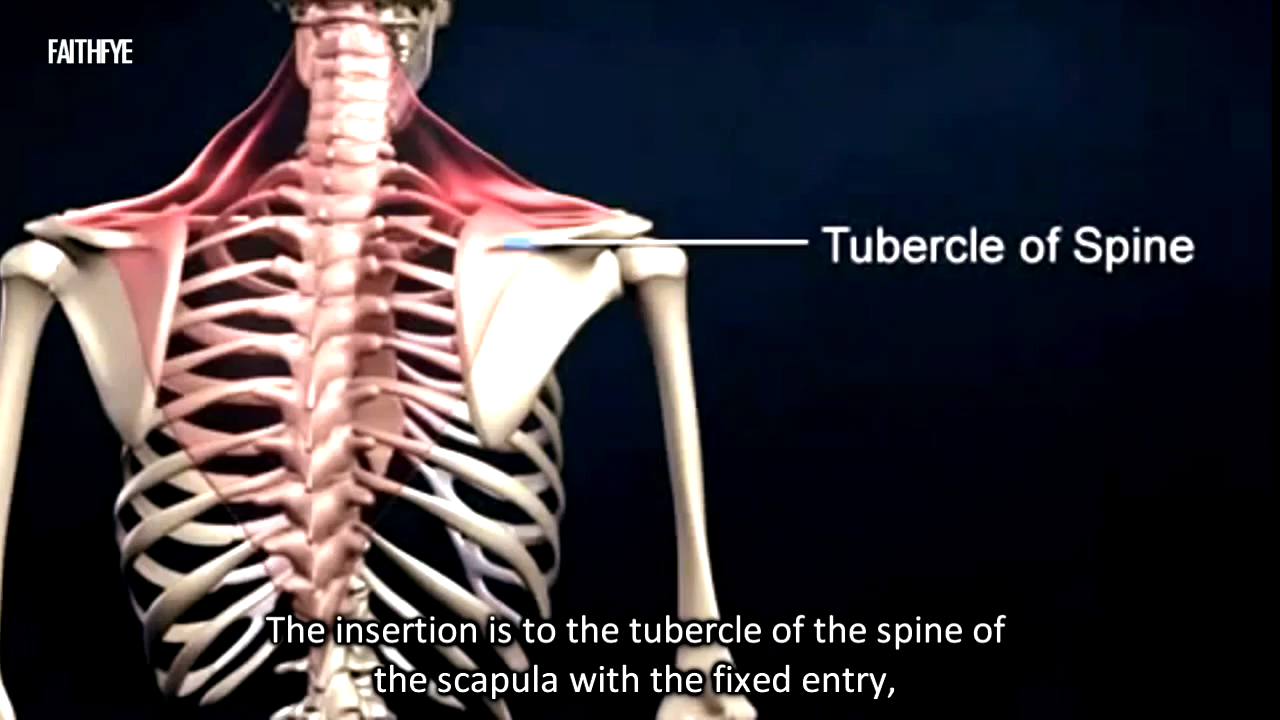 FAITHFYE
Tubercle of Spine
The insertion is to the tubercle of the spine of
the scapula with the fixed entry,